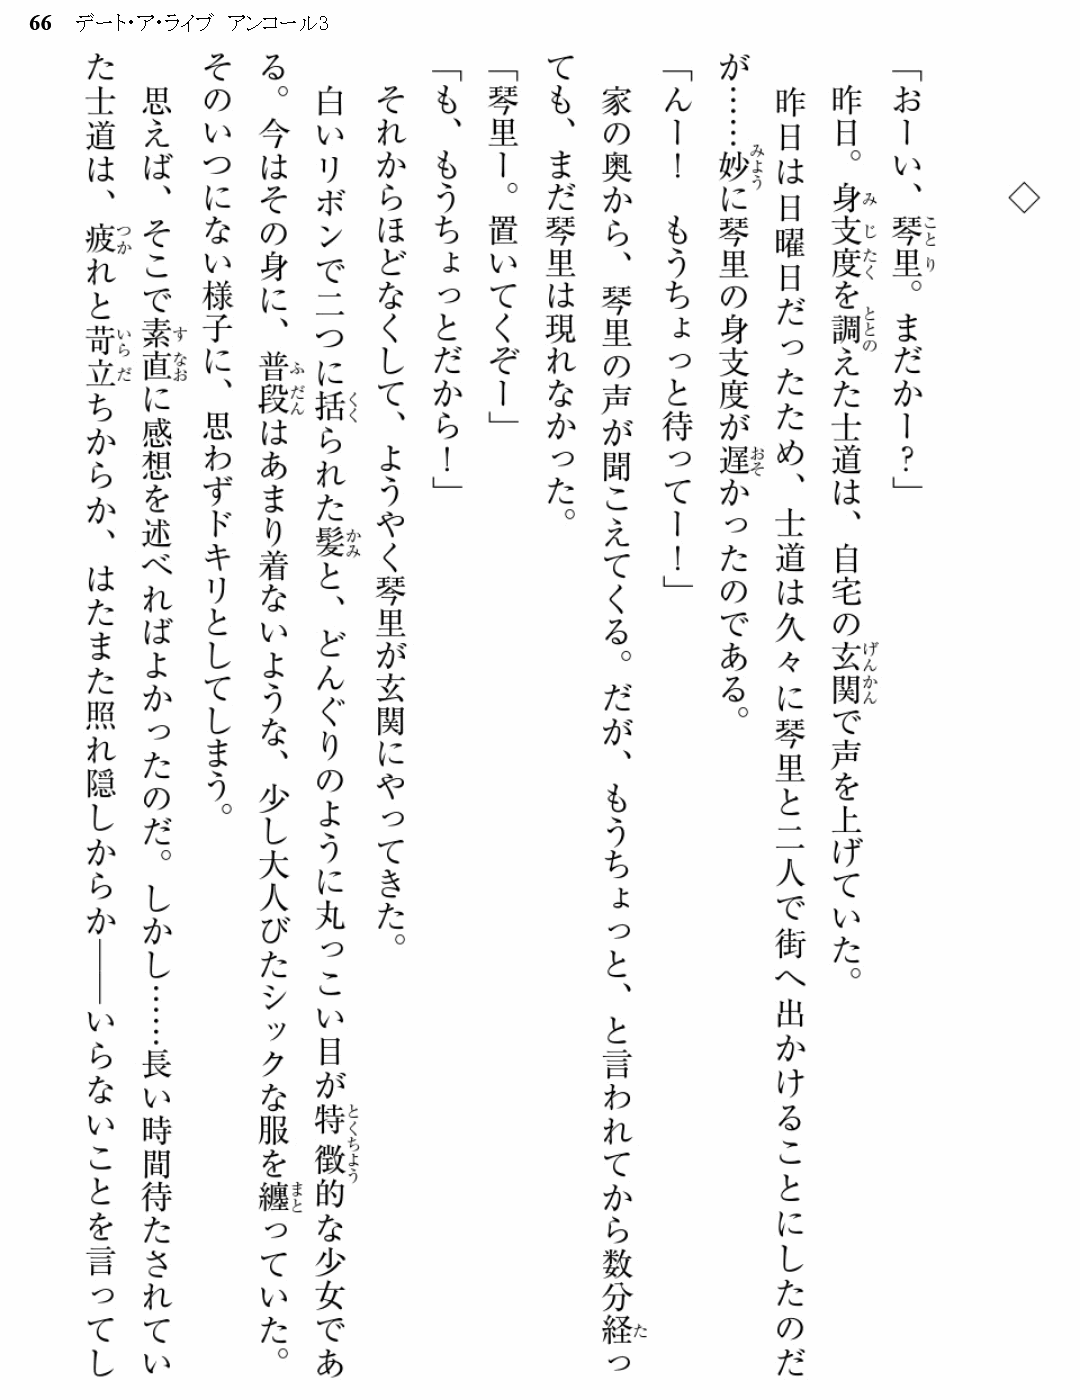 66 デート・ア・ライブ アンコール3
◇
「おーい、琴里。まだかー?」
昨日。身支度を調えた士道は、自宅の玄関で声を上げていた。
昨日は日曜日だったため、士道は久々に琴里と二人で街へ出かけることにしたのだ
が……妙に琴里の身支度が遅かったのである。
「んー! もうちょっと待ってー!」
家の奥から、琴里の声が聞こえてくる。だが、もうちょっと、と言われてから数分経っ
ても、まだ琴里は現れなかった。
「琴里ー。置いてくぞー」
「も、もうちょっとだから!」
それからほどなくして、ようやく琴里が玄関にやってきた。
白いリボンで二つに括られた髪と、どんぐりのように丸っこい目が特徴的な少女であ
る。今はその身に、普段はあまり着ないような、少し大人びたシックな服を纏っていた。
そのいつにない様子に、思わずドキリとしてしまう。
思えば、そこで素直に感想を述べればよかったのだ。しかし……長い時間待たされてい
た士道は、疲れと苛立ちからか、はたまた照れ隠しからか――いらないことを言ってし